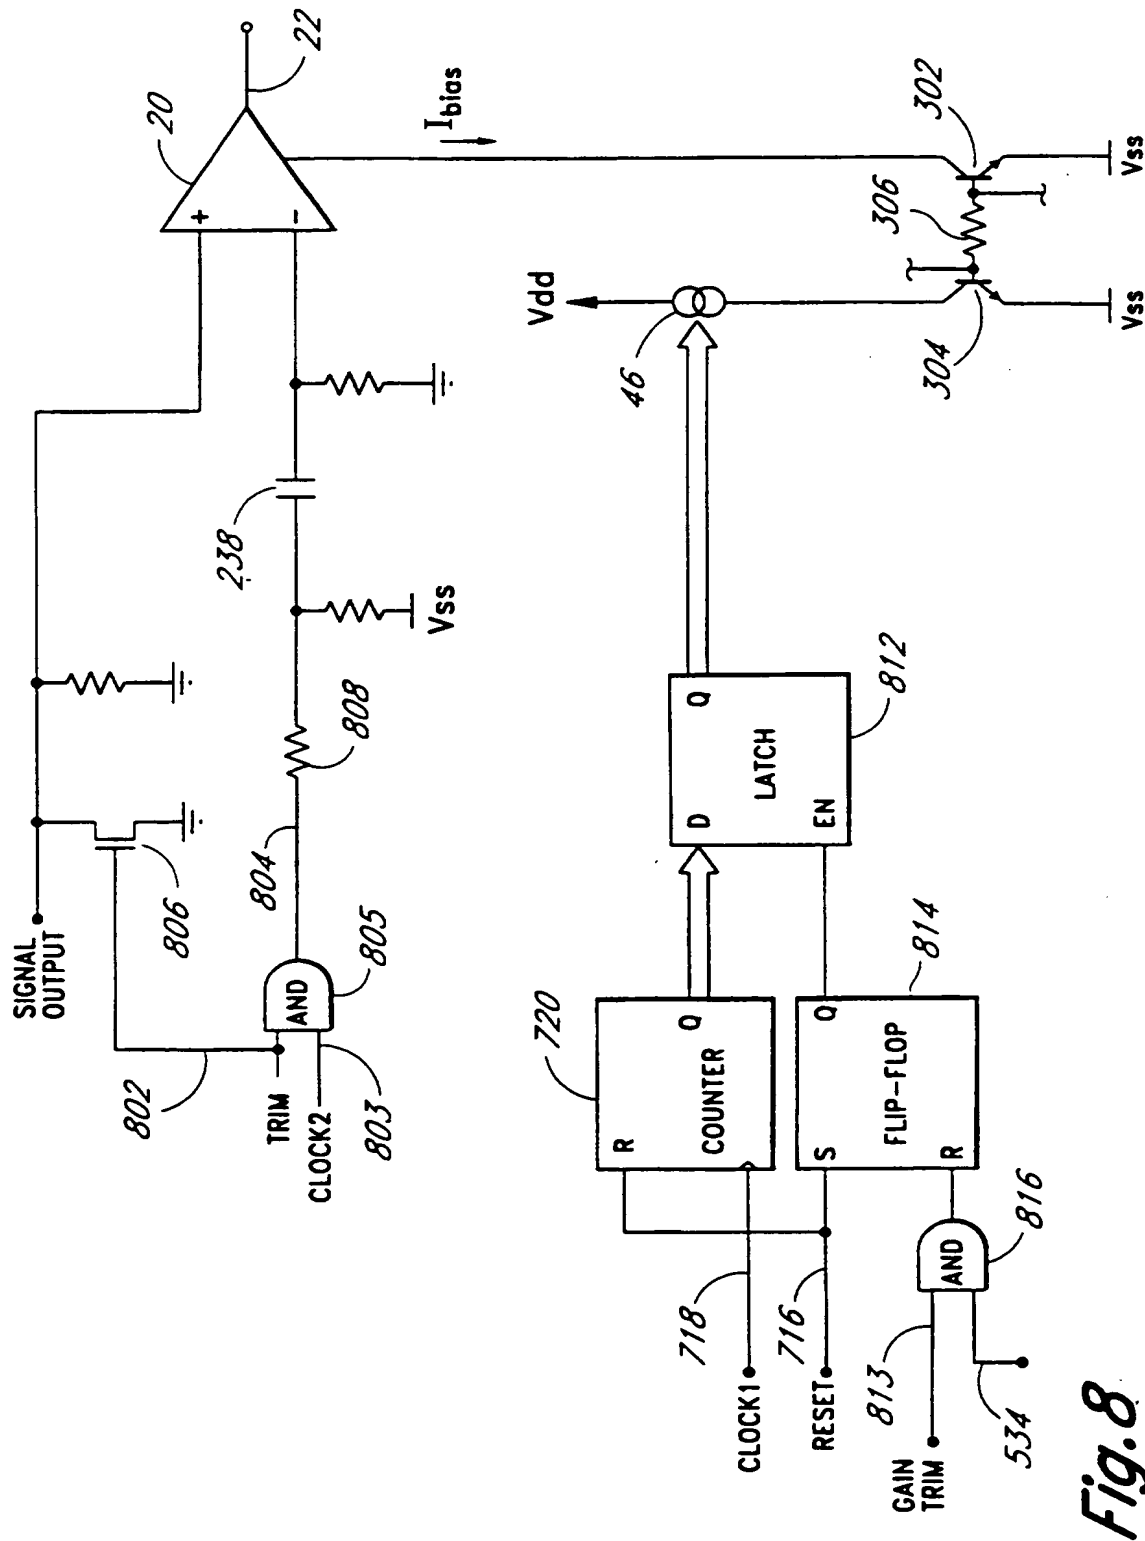 22
20
+
-
I bias
302
306
304
Vss
Vss
Vdd
46
238
Vss
808
804
806
SIGNAL
OUTPUT
AND
805
802
TRIM
CLOCK2
803
812
Q
LATCH
D
EN
814
720
Q
COUNTER
R
Q
FLIP-FLOP
S
R
718
CLOCK1
716
RESET
AND
816
813
GAIN
TRIM
534
Fig.8